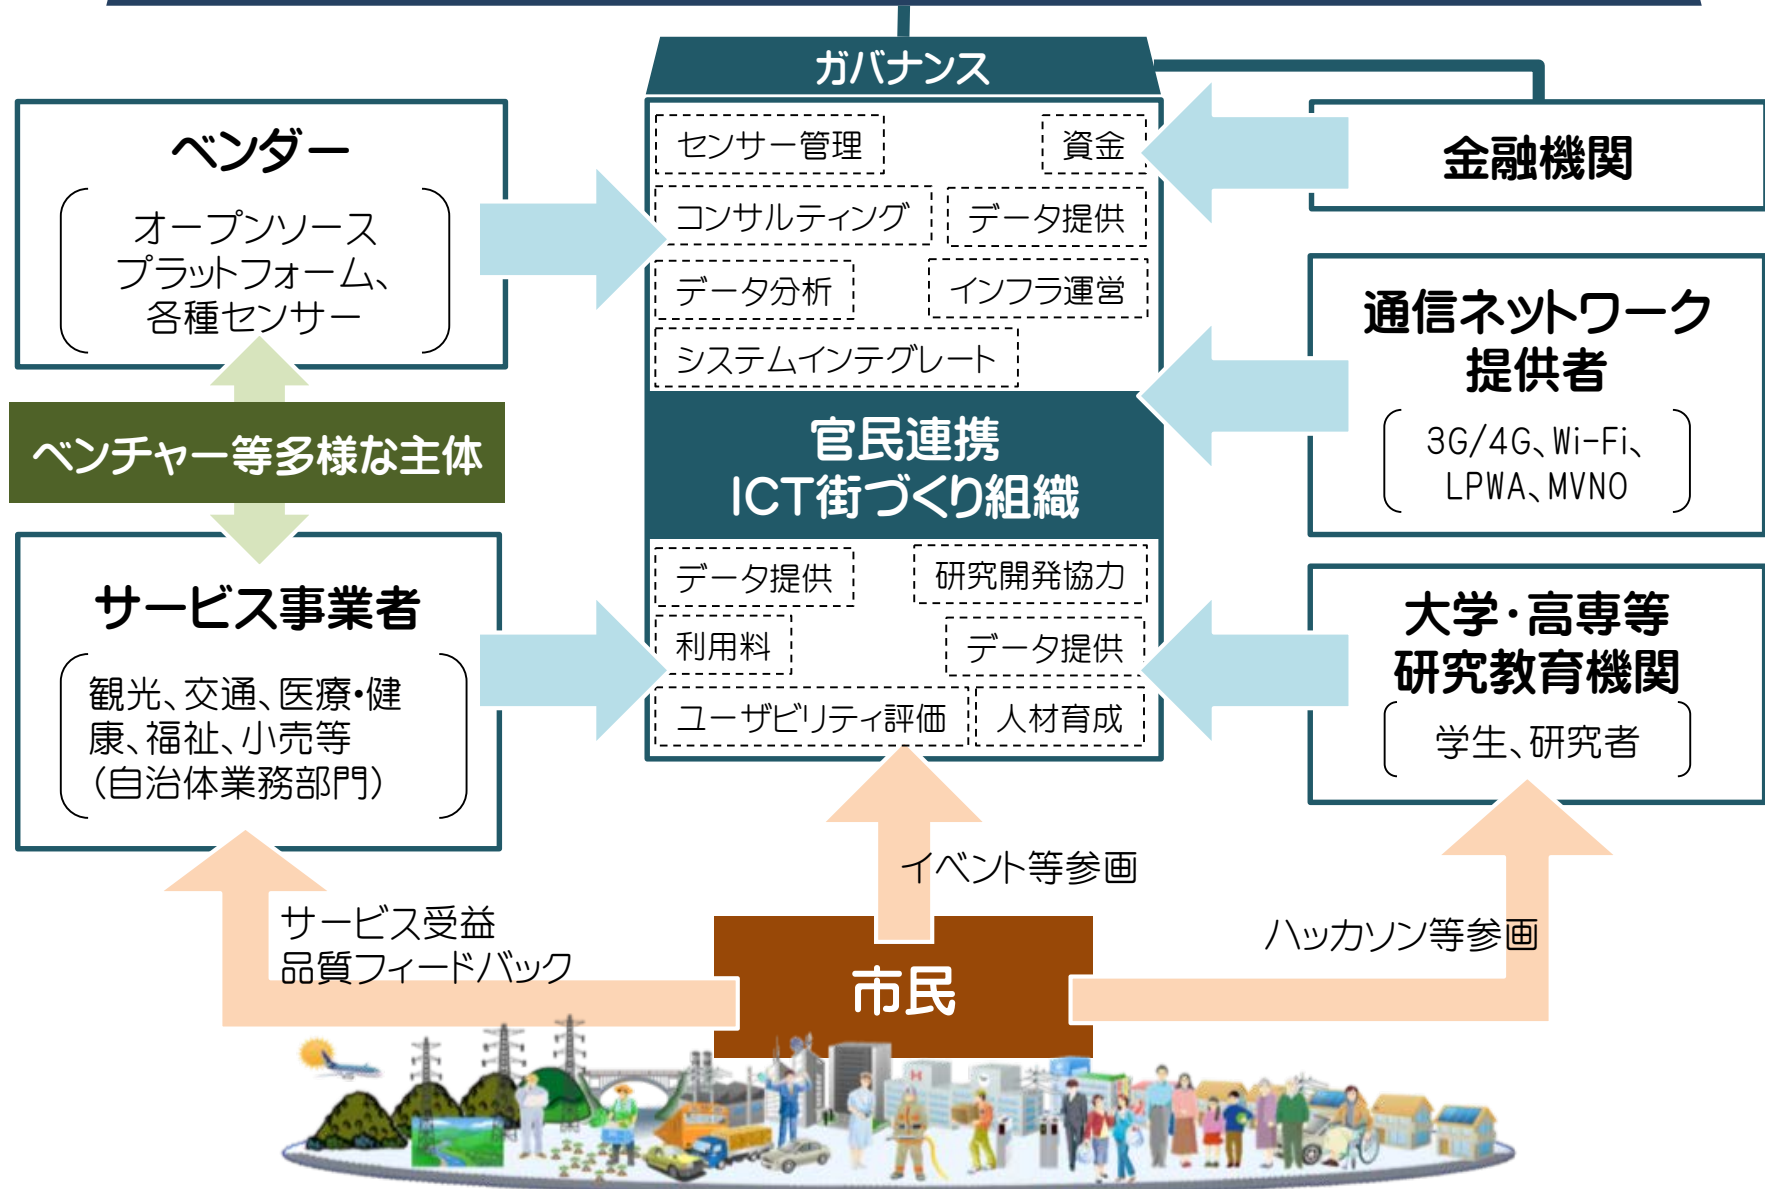 ガバナンス
ベンダー
オープンソース
プラットフォーム、
各種センサー
センサー管理
資金
コンサルティング
データ提供
データ分析
インフラ運営
システムインテグレート
金融機関
通信ネットワーク
提供者
3G/4G、Wi-Fi、
LPWA、MVNO
ベンチャー等多様な主体
官民連携
ICT街づくり組織
サービス事業者
観光、交通、医療・健
康、福祉、小売等
(自治体業務部門)
データ提供
研究開発協力
利用料
データ提供
ユーザビリティ評価
人材育成
大学・高専等
研究教育機関
学生、研究者
イベント等参画
サービス受益
品質フィードバック
ハッカソン等参画
市民
H